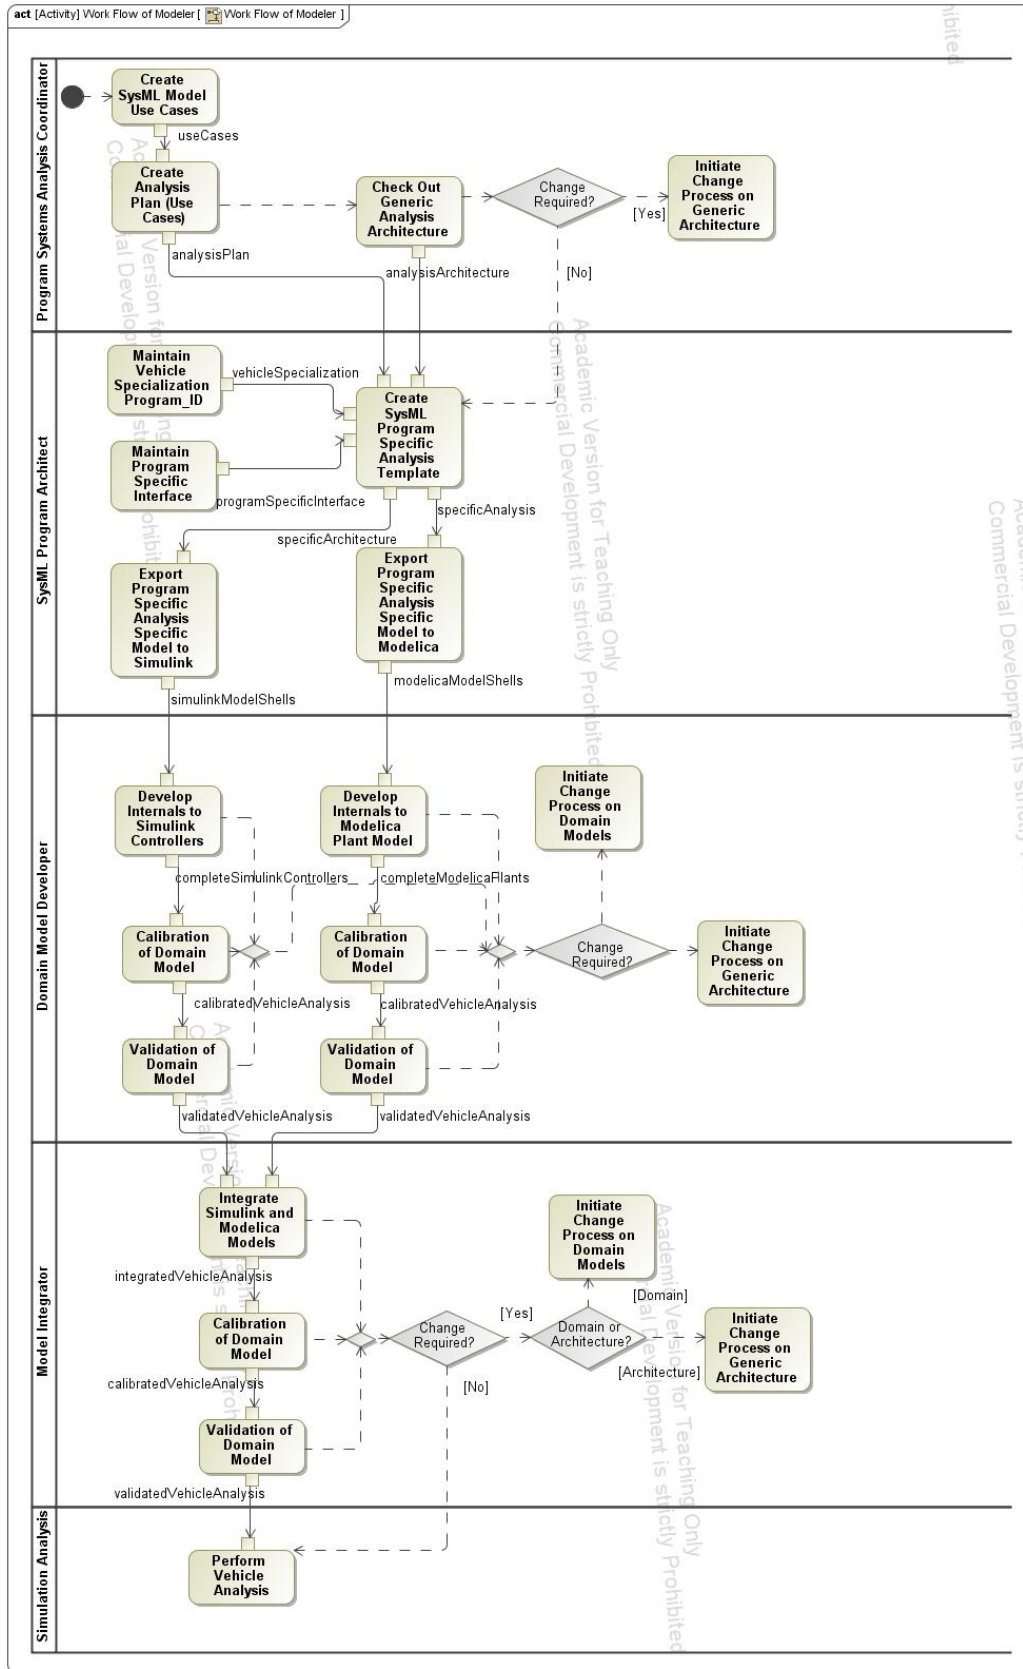 act [Activity] Work Flow of Modeler [ Work Flow of Modeler ]
Program Systems Analysis Coordinator
Create
SysML Model
Use Cases
useCases
Create
Analysis
Plan (Use
Cases)
analysisPlan
Check Out
Generic
Analysis
Architecture
analysisArchitecture
Change
Required?
[Yes]
[No]
Initiate
Change
Process on
Generic
Architecture
SysML Program Architect
Maintain
Vehicle
Specialization
Program_ID
vehicleSpecialization
Maintain
Program
Specific
Interface
programSpecificInterface
Create
SysML
Program
Specific
Analysis
Template
specificArchitecture
specificAnalysis
Export
Program
Specific
Analysis
Specific
Model to
Simulink
simulinkModelShells
Export
Program
Specific
Analysis
Specific
Model to
Modelica
modelicaModelShells
Domain Model Developer
Develop
Internals to
Simulink
Controllers
completeSimulinkControllers
Develop
Internals to
Modelica
Plant Model
completeModelicaPlants
Initiate
Change
Process on
Domain
Models
Calibration
of Domain
Model
calibratedVehicleAnalysis
Calibration
of Domain
Model
calibratedVehicleAnalysis
Change
Required?
Initiate
Change
Process on
Generic
Architecture
Validation of
Domain
Model
validatedVehicleAnalysis
Validation of
Domain
Model
validatedVehicleAnalysis
Model Integrator
Integrate
Simulink and
Modelica
Models
integratedVehicleAnalysis
Calibration
of Domain
Model
calibratedVehicleAnalysis
Change
Required?
[Yes]
[No]
Domain or
Architecture?
[Domain]
[Architecture]
Initiate
Change
Process on
Domain
Models
Initiate
Change
Process on
Generic
Architecture
Validation of
Domain
Model
validatedVehicleAnalysis
Simulation Analysis
Perform
Vehicle
Analysis
Academic Version for Teaching Only
Commercial Development is strictly Prohibited